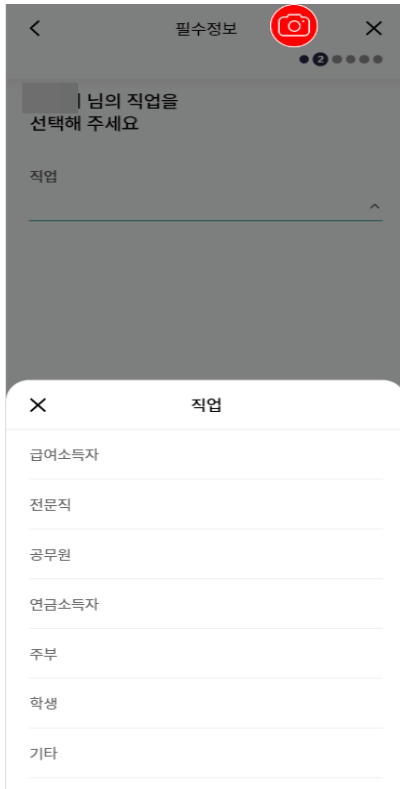 필수정보
2
님의 직업을
선택해 주세요
직업
직업
급여소득자
전문직
공무원
연금소득자
주부
학생
기타